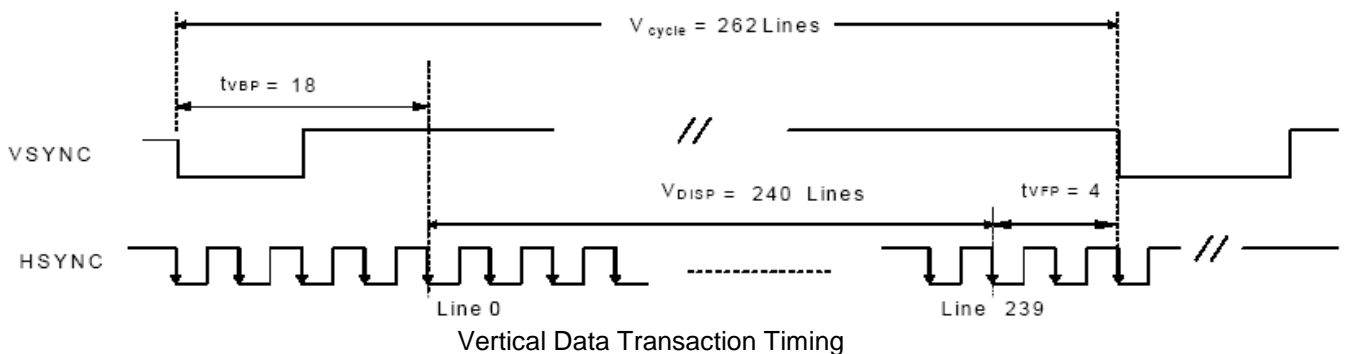 Vcycle = 262 Lines
tVBP = 18
VSYNC
VDISP = 240 Lines
tVFP = 4
HSYNC
Line 0
Line 239
Vertical Data Transaction Timing